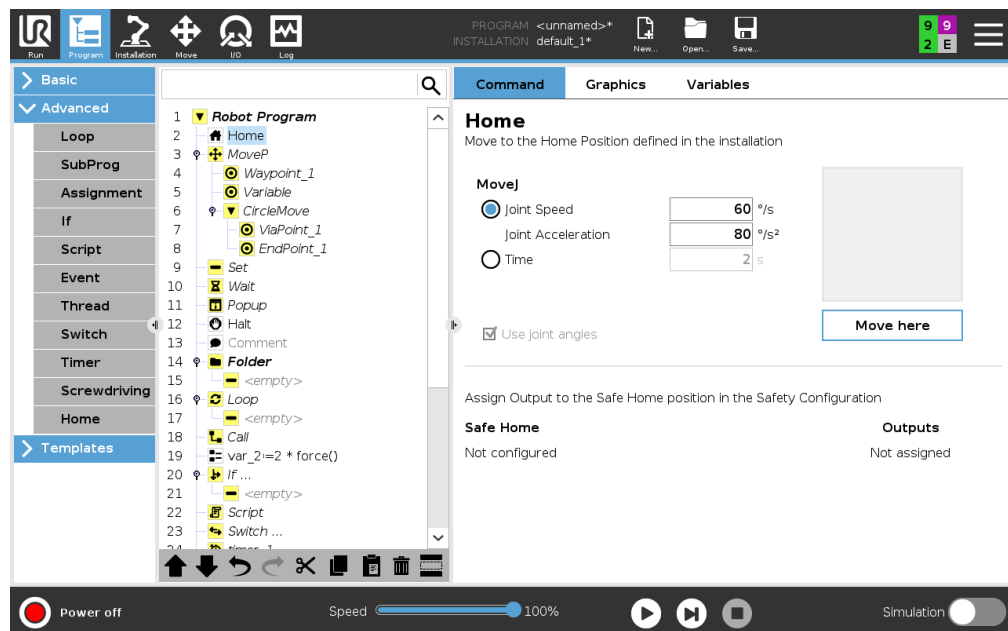 PROGRAM <unnamed>*
INSTALLATION default_1*
UR
Run
Program
Installation
Move
I/O
Log
New...
Open...
Save...
9 9
2 E
Basic
Advanced
Loop
SubProg
Assignment
If
Script
Event
Thread
Switch
Timer
Screwdriving
Home
Templates
1 Robot Program
2 Home
3 MoveP
4 Waypoint_1
5 Variable
6 CircleMove
7 ViaPoint_1
8 EndPoint_1
9 Set
10 Wait
11 Popup
12 Halt
13 Comment
14 Folder
15 <empty>
16 Loop
17 <empty>
18 Call
19 var_2:=2 * force()
20 If ...
21 <empty>
22 Script
23 Switch ...
24 timer_1
Command Graphics Variables
Home
Move to the Home Position defined in the installation
MoveJ
Joint Speed 60 °/s
Joint Acceleration 80 °/s²
Time 2 s
Use joint angles
Move here
Assign Output to the Safe Home position in the Safety Configuration
Safe Home Outputs
Not configured Not assigned
Power off
Speed 100%
Simulation